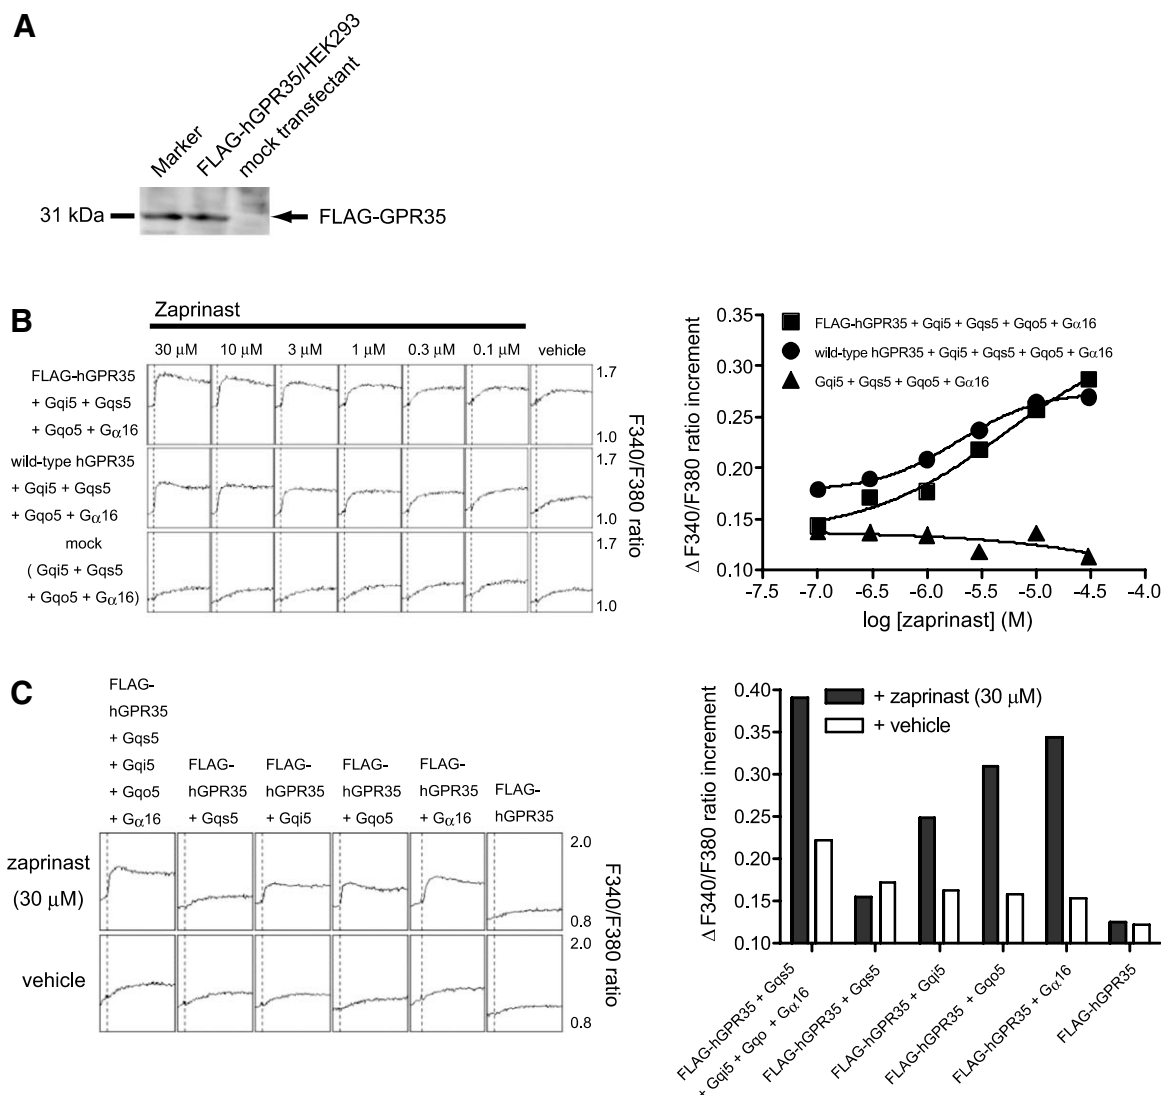 A
Marker
FLAG-hGPR35/HEK293
mock transfectant
31 kDa
FLAG-GPR35
B
Zaprinast
30 μM 10 μM 3 μM 1 μM 0.3 μM 0.1 μM vehicle
FLAG-hGPR35
+ Gqi5 + Gqs5
+ Gqo5 + Gα16
wild-type hGPR35
+ Gqi5 + Gqs5
+ Gqo5 + Gα16
mock
( Gqi5 + Gqs5
+ Gqo5 + Gα16)
1.7
1.0
1.7
1.0
1.7
1.0
F340/F380 ratio
Δ F340/F380 ratio increment
0.35
0.30
0.25
0.20
0.15
0.10
FLAG-hGPR35 + Gqi5 + Gqs5 + Gqo5 + Gα16
wild-type hGPR35 + Gqi5 + Gqs5 + Gqo5 + Gα16
Gqi5 + Gqs5 + Gqo5 + Gα16
-7.5 -7.0 -6.5 -6.0 -5.5 -5.0 -4.5 -4.0
log [zaprinast] (M)
C
FLAG-
hGPR35
+ Gqs5
+ Gqi5
+ Gqo5
+ Gα16
FLAG-
hGPR35
+ Gqs5
FLAG-
hGPR35
+ Gqi5
FLAG-
hGPR35
+ Gqo5
FLAG-
hGPR35
+ Gα16
FLAG-
hGPR35
zaprinast
(30 μM)
vehicle
2.0
0.8
2.0
0.8
F340/F380 ratio
Δ F340/F380 ratio increment
0.40
0.35
0.30
0.25
0.20
0.15
0.10
+ zaprinast (30 μM)
+ vehicle
FLAG-hGPR35 + Gqs5
+ Gqi5 + Gqo + Gα16
FLAG-hGPR35 + Gqs5
FLAG-hGPR35 + Gqi5
FLAG-hGPR35 + Gqo5
FLAG-hGPR35 + Gα16
FLAG-hGPR35